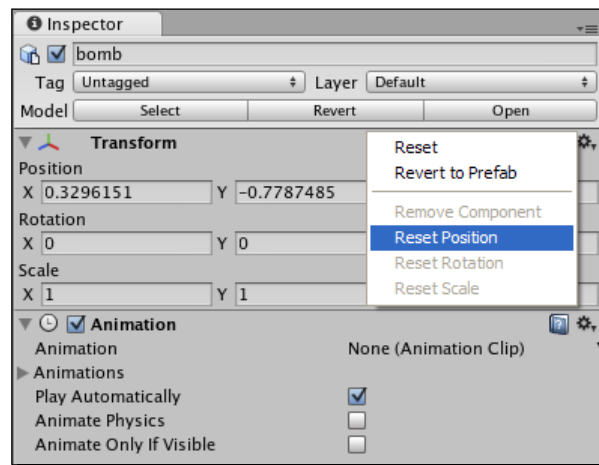 Inspector
bomb
Tag Untagged Layer Default
Model Select Revert Open
Transform
Position
X 0.3296151 Y -0.7787485
Rotation
X 0 Y 0
Scale
X 1 Y 1
Reset
Revert to Prefab
Remove Component
Reset Position
Reset Rotation
Reset Scale
Animation
Animation None (Animation Clip)
Animations
Play Automatically
Animate Physics
Animate Only If Visible